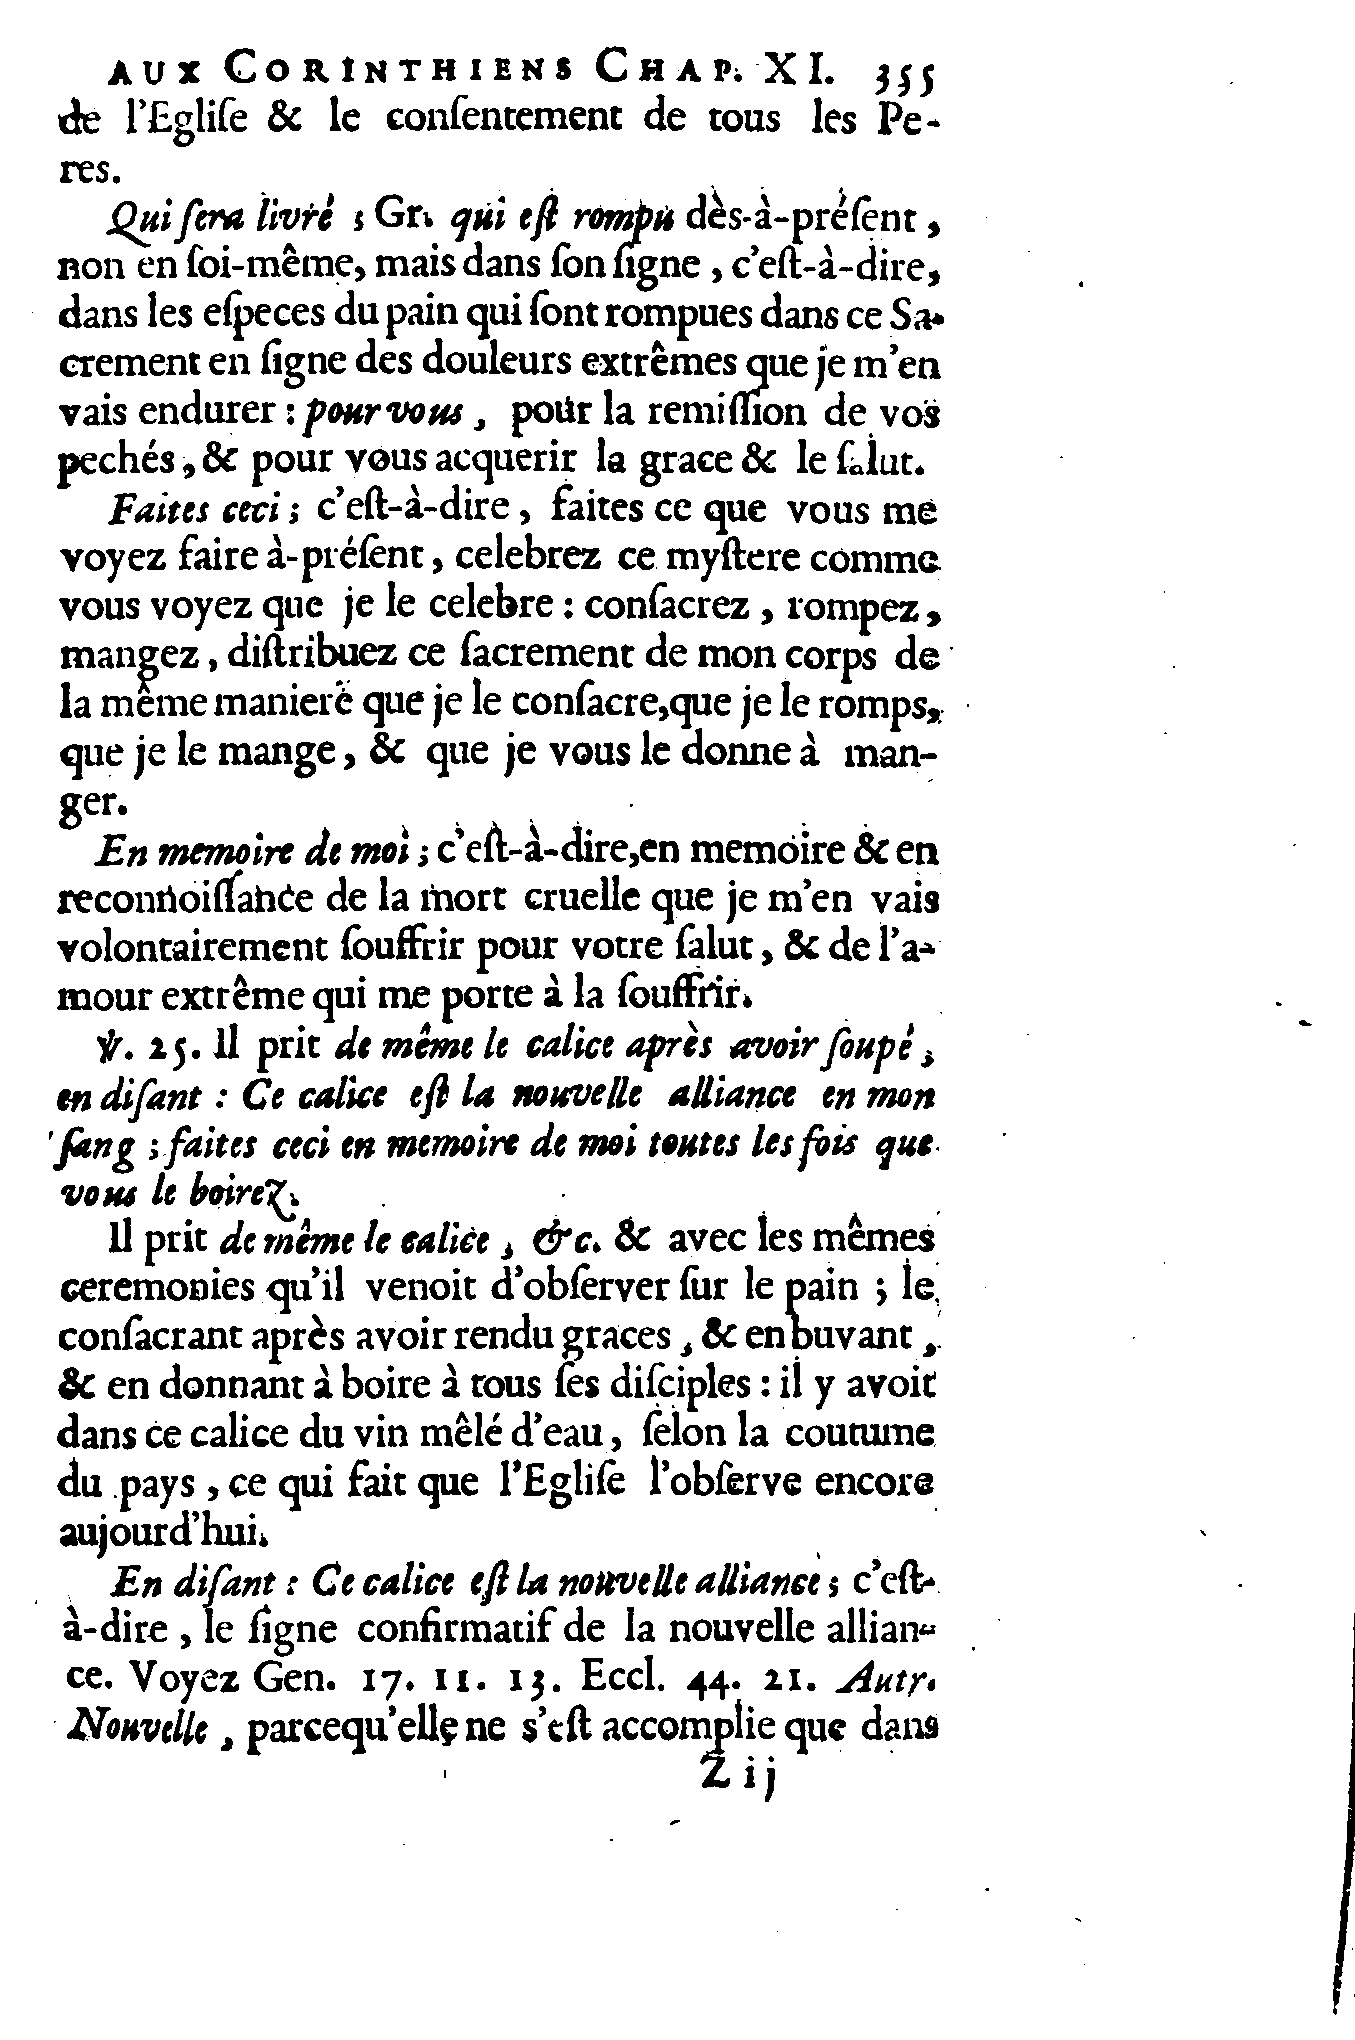 AUX CORINTHIENS CHAP. XI. 355
de l'Egliſe & le conſentement de tous les Pe-
res.
Qui ſera livré ; Gr. qui eſt rompu dès-à-préſent,
non en ſoi-même, mais dans ſon ſigne, c'eſt-à-dire,
dans les eſpeces du pain qui ſont rompues dans ce Sa-
crement en ſigne des douleurs extrêmes que je m'en
vais endurer : pour vous, pour la remiſſion de vos
pechés, & pour vous acquerir la grace & le ſalut.
Faites ceci ; c'eſt-à-dire, faites ce que vous me
voyez faire à-préſent, celebrez ce myſtere comme
vous voyez que je le celebre : conſacrez, rompez,
mangez, diſtribuez ce ſacrement de mon corps de
la même maniere que je le conſacre, que je le romps,
que je le mange, & que je vous le donne à man-
ger.
En memoire de moi ; c'eſt-à-dire, en memoire & en
reconnoiſſance de la mort cruelle que je m'en vais
volontairement ſouffrir pour votre ſalut, & de l'a-
mour extrême qui me porte à la ſouffrir.
℣. 25. Il prit de même le calice après avoir ſoupé,
en diſant : Ce calice eſt la nouvelle alliance en mon
ſang ; faites ceci en memoire de moi toutes les fois que
vous le boirez.
Il prit de même le calice, &c. & avec les mêmes
ceremonies qu'il venoit d'obſerver ſur le pain ; le
conſacrant après avoir rendu graces, & en buvant,
& en donnant à boire à tous ſes diſciples : il y avoit
dans ce calice du vin mêlé d'eau, ſelon la coutume
du pays, ce qui fait que l'Egliſe l'obſerve encore
aujourd'hui.
En diſant : Ce calice eſt la nouvelle alliance ; c'eſt-
à-dire, le ſigne confirmatif de la nouvelle allian-
ce. Voyez Gen. 17. 11. 13. Eccl. 44. 21. Autr.
Nouvelle, parcequ'elle ne s'eſt accomplie que dans
Z ij